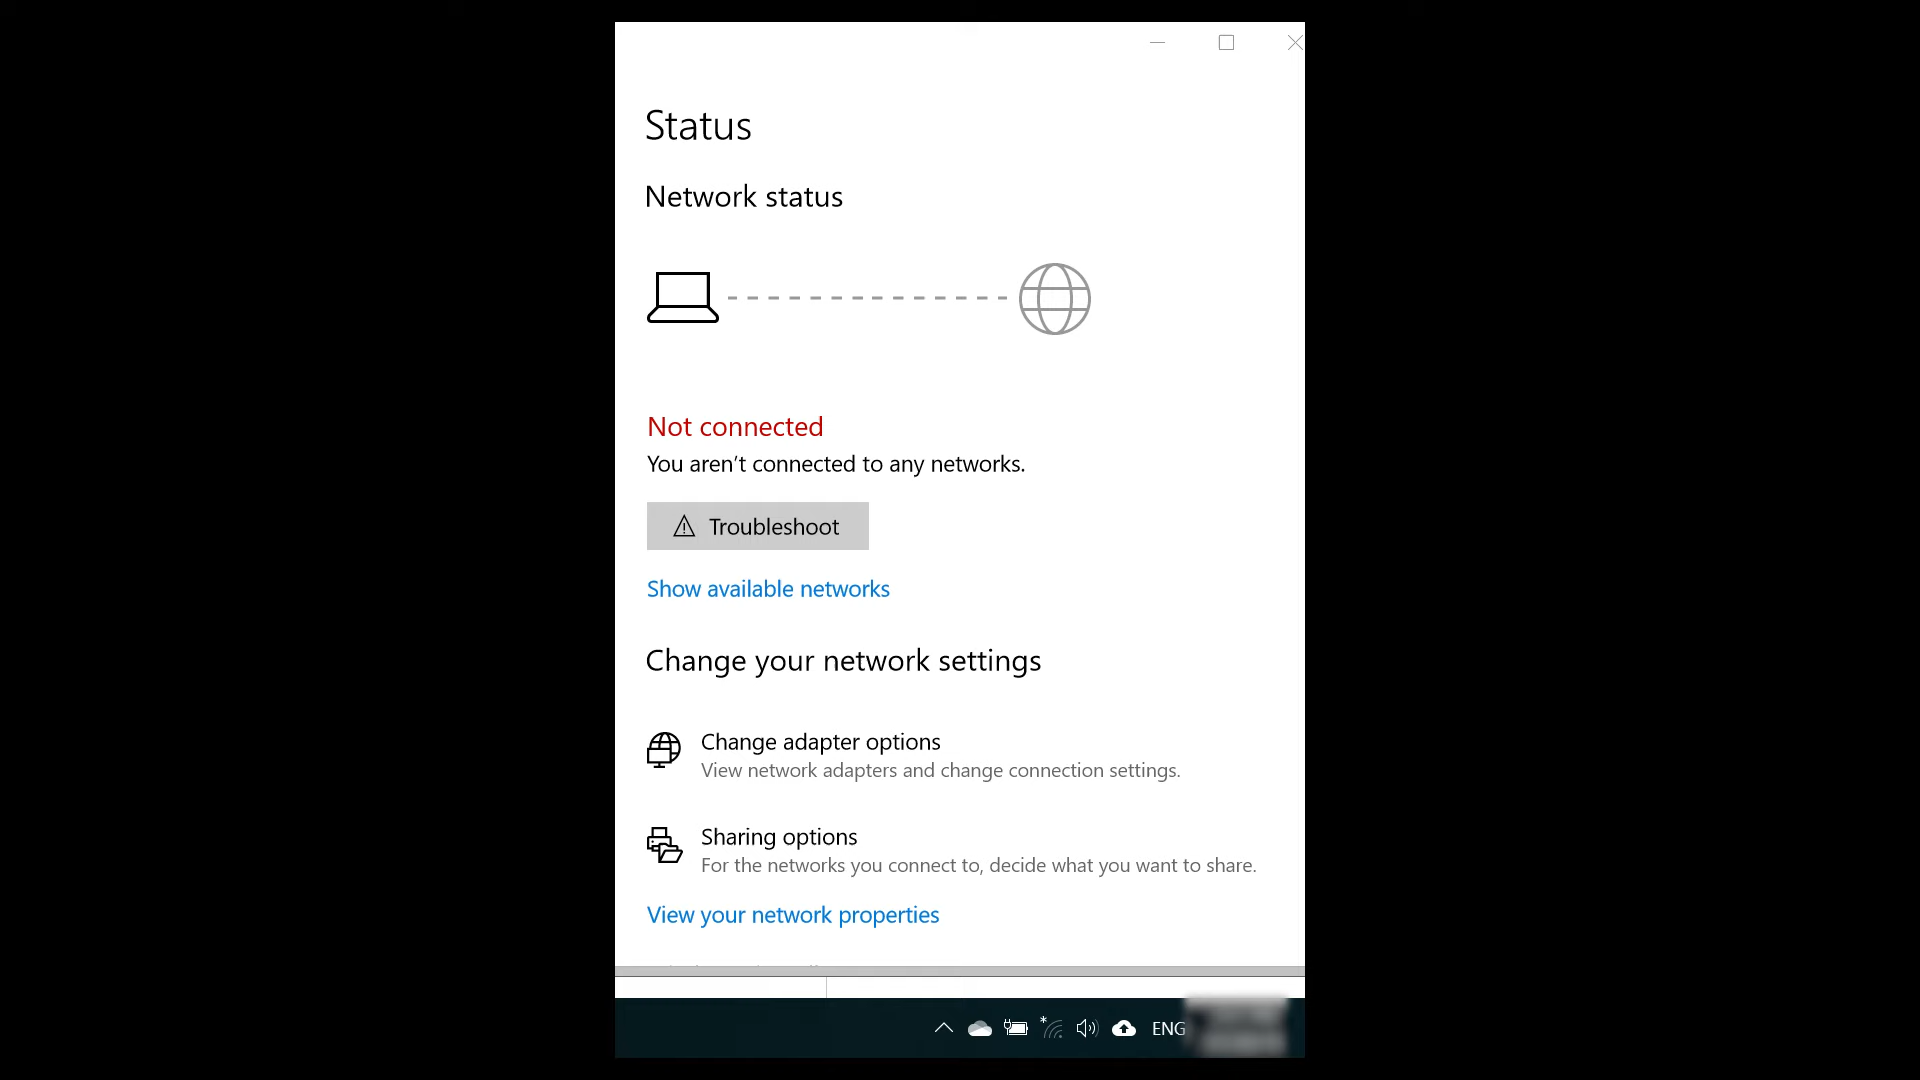 Status
Network status
Not connected
You aren’t connected to any networks.
Troubleshoot
Show available networks
Change your network settings
Change adapter options
View network adapters and change connection settings.
Sharing options
For the networks you connect to, decide what you want to share.
View your network properties
ENG